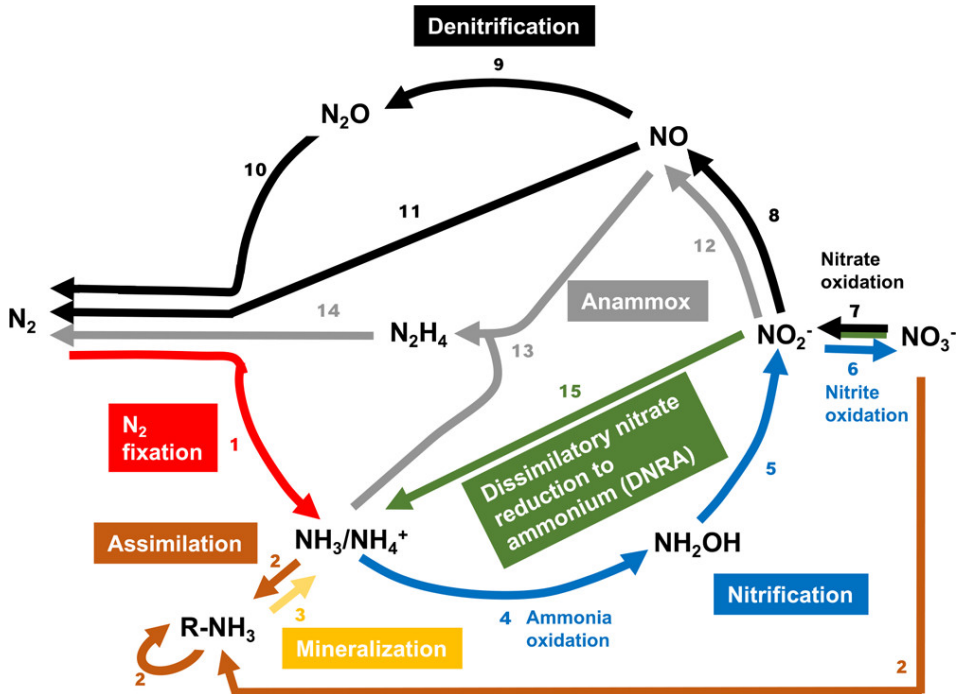 Denitrification
9
N₂O
NO
10
11
8
12
Nitrate
oxidation
Anammox
7
14
N₂
N₂H₄
NO₂⁻
NO₃⁻
13
6
15
Nitrite
oxidation
N₂
fixation
1
Dissimilatory nitrate
reduction to
ammonium (DNRA)
5
Assimilation
NH₃/NH₄⁺
NH₂OH
2
3
4
Ammonia
oxidation
Nitrification
R-NH₃
Mineralization
2
2